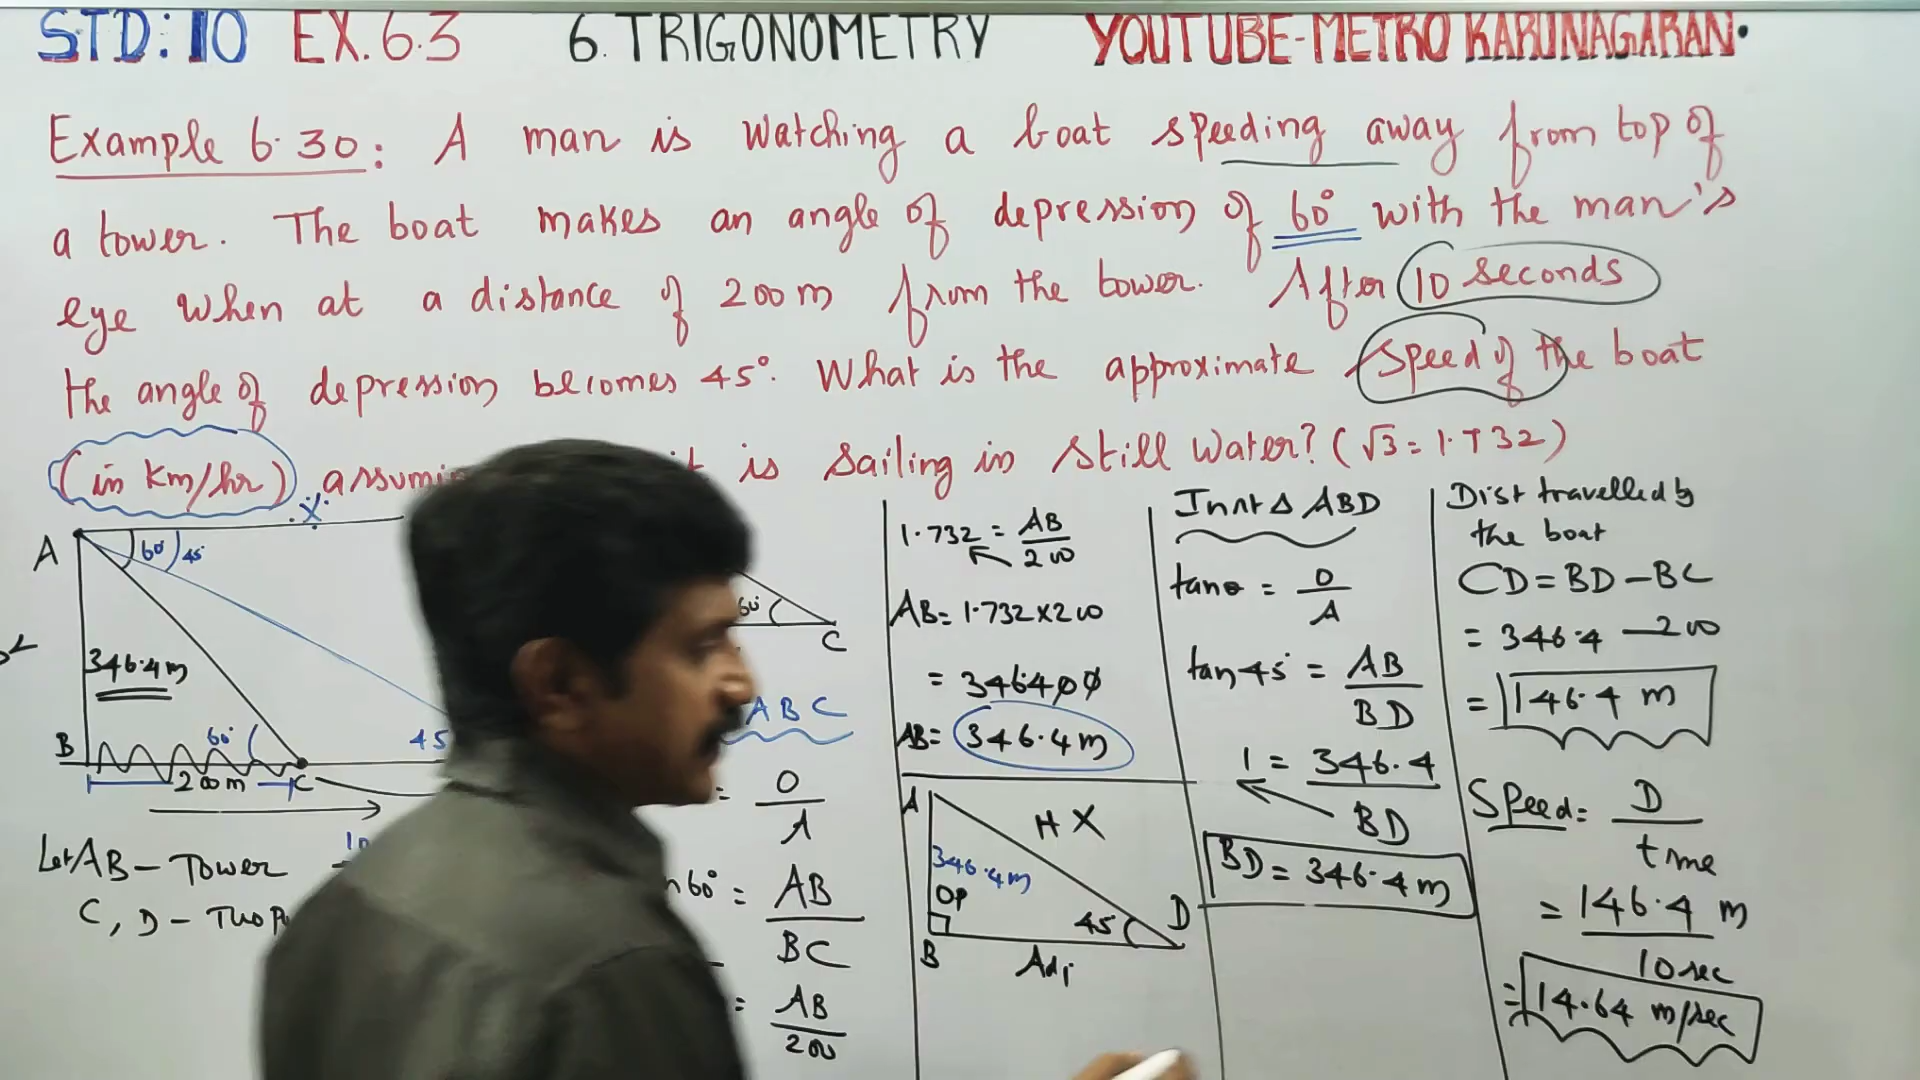 STD: 10 EX.6.3 6. TRIGONOMETRY YOUTUBE-METRO KARUNAGARAN.
Example 6.30: A man is watching a boat speeding away from top of
a tower. The boat makes an angle of depression of 60° with the man's
eye when at a distance of 200m from the tower. After 10 seconds
the angle of depression becomes 45°. What is the approximate speed of the boat
(in km/hr) it is sailing in still water? (√3 = 1.732)
X
A 60° 45°
346.4m
B 60° 45
200m C
Let AB - Tower
C, D -
60° C
ABC
= O/A
60° = AB/BC
= AB/200
1.732 = AB/200
AB = 1.732×200
= 346.400
AB = 346.4m
A H X
346.4m
Op 45 D
B Adj
In rt Δ ABD
tanθ = O/A
tan45° = AB/BD
1 = 346.4/BD
BD = 346.4m
Dist travelled by
the boat
CD = BD - BC
= 346.4 - 200
= 146.4 m
Speed = D/time
= 146.4 m/10 sec
= 14.64 m/sec